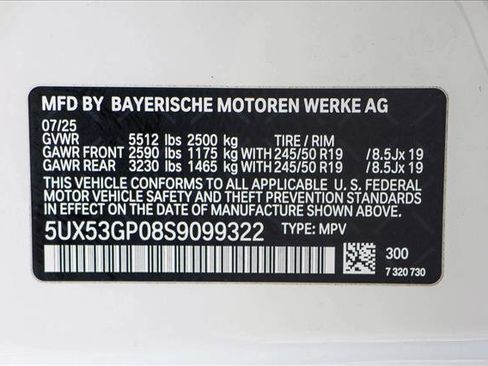 MFD BY BAYERISCHE MOTOREN WERKE AG
07/25
GVWR 5512 lbs 2500 kg TIRE / RIM
GAWR FRONT 2590 lbs 1175 kg WITH 245/50 R19 / 8.5Jx 19
GAWR REAR 3230 lbs 1465 kg WITH 245/50 R19 / 8.5Jx 19
THIS VEHICLE CONFORMS TO ALL APPLICABLE U. S. FEDERAL
MOTOR VEHICLE SAFETY AND THEFT PREVENTION STANDARDS
IN EFFECT ON THE DATE OF MANUFACTURE SHOWN ABOVE.
5UX53GP08S9099322 TYPE: MPV
300
7 320 730